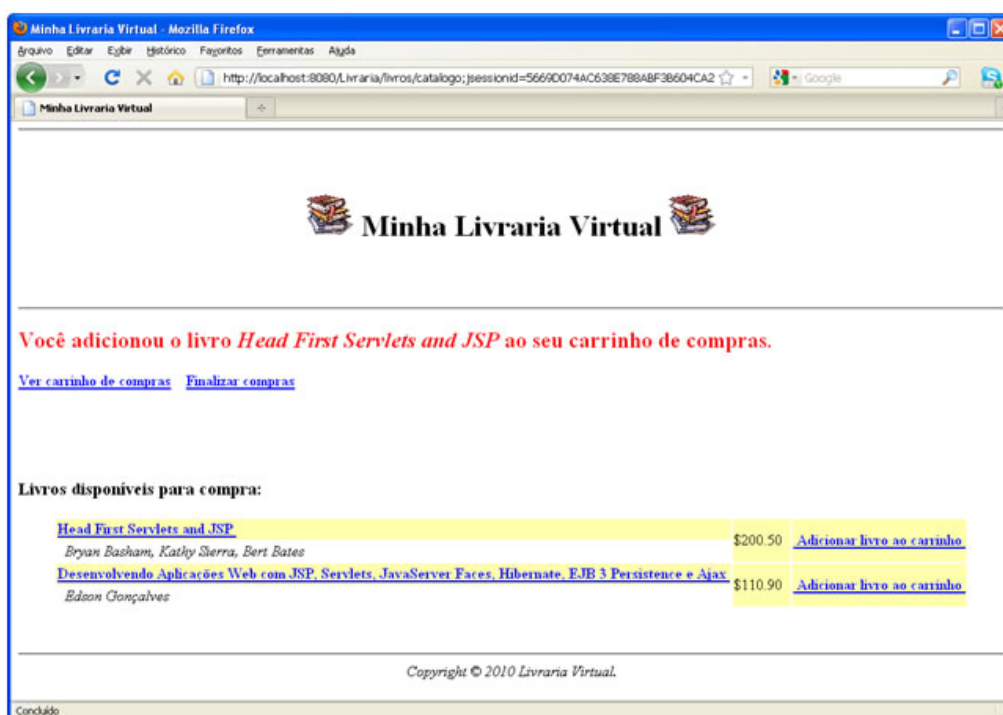 Minha Livraria Virtual - Mozilla Firefox
Arquivo Editar Exibir Histórico Favoritos Ferramentas Ajuda
http://localhost:8080/Livraria/livros/catalogo;jsessionid=5669D074AC638E788ABF3B604CA2
Google
Minha Livraria Virtual
Minha Livraria Virtual
Você adicionou o livro Head First Servlets and JSP ao seu carrinho de compras.
Ver carrinho de compras Finalizar compras
Livros disponíveis para compra:
Head First Servlets and JSP
$200.50 Adicionar livro ao carrinho
Bryan Basham, Kathy Sierra, Bert Bates
Desenvolvendo Aplicações Web com JSP, Servlets, JavaServer Faces, Hibernate, EJB 3 Persistence e Ajax
$110.90 Adicionar livro ao carrinho
Edson Gonçalves
Copyright © 2010 Livraria Virtual.
Concluído